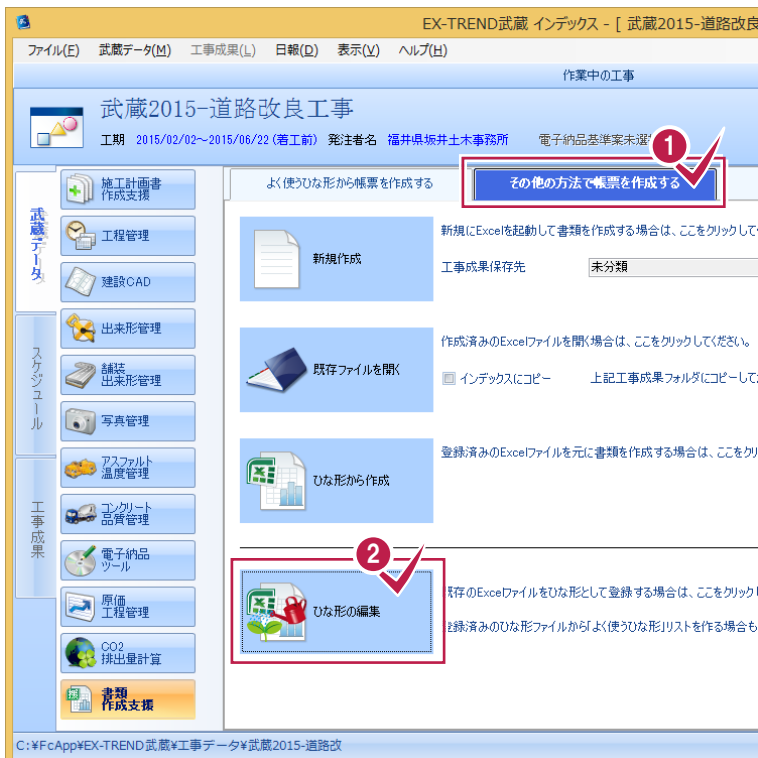 EX-TREND武蔵 インデックス - [ 武蔵2015-道路改良
ファイル(F) 武蔵データ(M) 工事成果(L) 日報(D) 表示(V) ヘルプ(H)
作業中の工事
武蔵2015-道路改良工事
工期 2015/02/02～2015/06/22 (着工前) 発注者名 福井県坂井土木事務所 電子納品基準案未選
1
武蔵データ
スケジュール
工事成果
施工計画書
作成支援
工程管理
建設CAD
出来形管理
舗装
出来形管理
写真管理
アスファルト
温度管理
コンクリート
品質管理
電子納品
ツール
原価
工程管理
CO2
排出量計算
書類
作成支援
よく使うひな形から帳票を作成する その他の方法で帳票を作成する
新規作成
新規にExcelを起動して書類を作成する場合は、ここをクリックして
工事成果保存先 未分類
既存ファイルを開く
作成済みのExcelファイルを開く場合は、ここをクリックしてください。
インデックスにコピー 上記工事成果フォルダにコピーして
ひな形から作成
登録済みのExcelファイルを元に書類を作成する場合は、ここをクリ
2
ひな形の編集
既存のExcelファイルをひな形として登録する場合は、ここをクリック
登録済みのひな形ファイルから「よく使うひな形」リストを作る場合も
C:¥FcApp¥EX-TREND武蔵¥工事データ¥武蔵2015-道路改